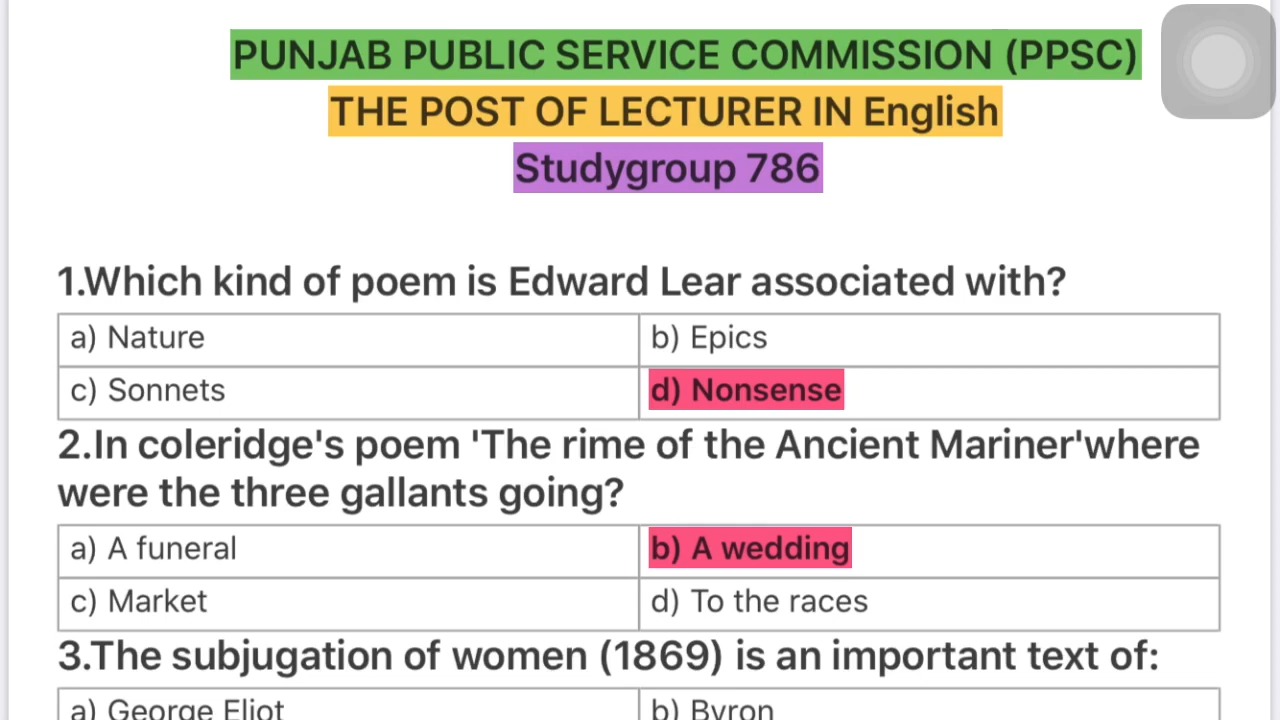 PUNJAB PUBLIC SERVICE COMMISSION (PPSC)
THE POST OF LECTURER IN English
Studygroup 786
1.Which kind of poem is Edward Lear associated with?
a) Nature
b) Epics
c) Sonnets
d) Nonsense
2.In coleridge's poem 'The rime of the Ancient Mariner'where
were the three gallants going?
a) A funeral
b) A wedding
c) Market
d) To the races
3.The subjugation of women (1869) is an important text of:
a) George Eliot
b) Byron